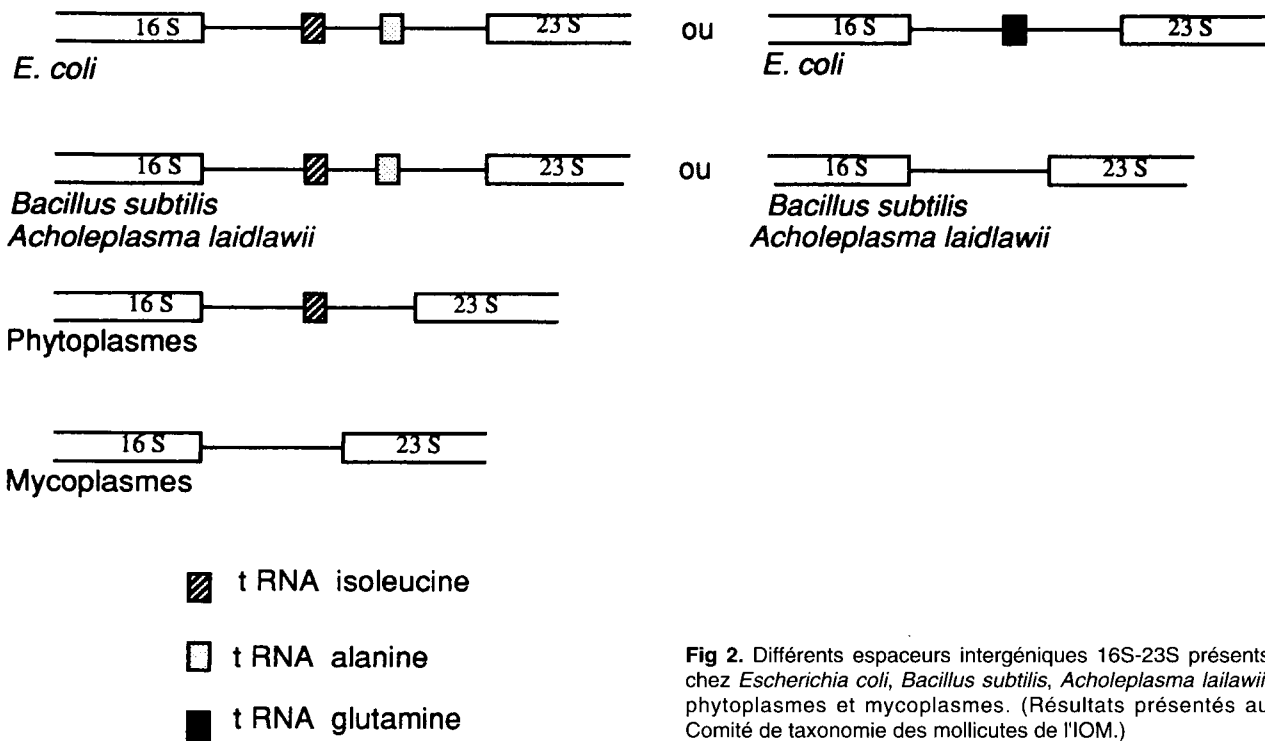 16 S 23 S ou 16 S 23 S
E. coli E. coli
16 S 23 S ou 16 S 23 S
Bacillus subtilis Bacillus subtilis
Acholeplasma laidlawii Acholeplasma laidlawii
16 S 23 S
Phytoplasmes
16 S 23 S
Mycoplasmes
t RNA isoleucine
t RNA alanine
t RNA glutamine
Fig 2. Différents espaceurs intergéniques 16S-23S présents
chez Escherichia coli, Bacillus subtilis, Acholeplasma lailawii
phytoplasmes et mycoplasmes. (Résultats présentés au
Comité de taxonomie des mollicutes de l'IOM.)